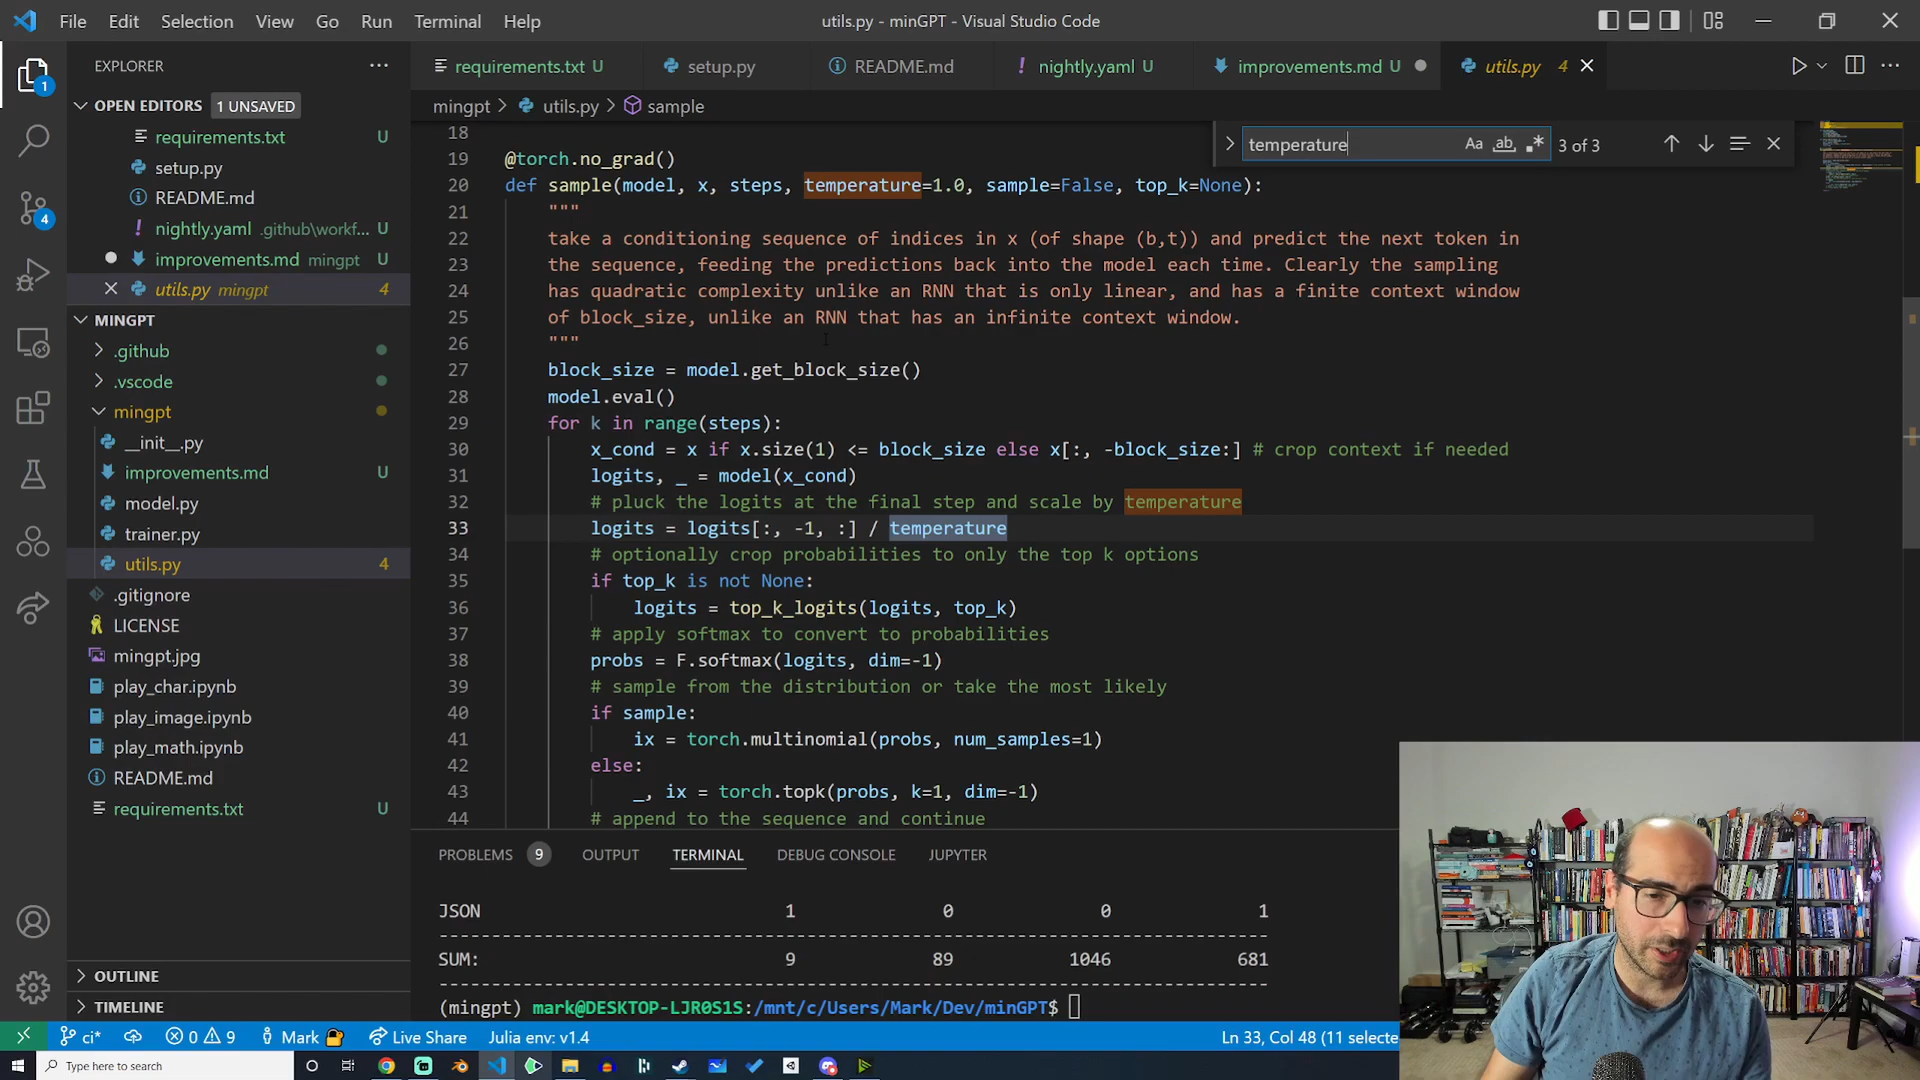 File Edit Selection View Go Run Terminal Help
utils.py - minGPT - Visual Studio Code
EXPLORER
OPEN EDITORS 1 UNSAVED
requirements.txt U
setup.py
README.md
nightly.yaml .github\workf... U
improvements.md mingpt U
utils.py mingpt 4
MINGPT
.github
.vscode
mingpt
__init__.py
improvements.md U
model.py
trainer.py
utils.py 4
.gitignore
LICENSE
mingpt.jpg
play_char.ipynb
play_image.ipynb
play_math.ipynb
README.md
requirements.txt U
OUTLINE
TIMELINE
1
4
requirements.txt U setup.py README.md nightly.yaml U improvements.md U utils.py 4
mingpt > utils.py > sample
temperature Aa ab 3 of 3
18
19 @torch.no_grad()
20 def sample(model, x, steps, temperature=1.0, sample=False, top_k=None):
21 """
22 take a conditioning sequence of indices in x (of shape (b,t)) and predict the next token in
23 the sequence, feeding the predictions back into the model each time. Clearly the sampling
24 has quadratic complexity unlike an RNN that is only linear, and has a finite context window
25 of block_size, unlike an RNN that has an infinite context window.
26 """
27 block_size = model.get_block_size()
28 model.eval()
29 for k in range(steps):
30 x_cond = x if x.size(1) <= block_size else x[:, -block_size:] # crop context if needed
31 logits, _ = model(x_cond)
32 # pluck the logits at the final step and scale by temperature
33 logits = logits[:, -1, :] / temperature
34 # optionally crop probabilities to only the top k options
35 if top_k is not None:
36 logits = top_k_logits(logits, top_k)
37 # apply softmax to convert to probabilities
38 probs = F.softmax(logits, dim=-1)
39 # sample from the distribution or take the most likely
40 if sample:
41 ix = torch.multinomial(probs, num_samples=1)
42 else:
43 _, ix = torch.topk(probs, k=1, dim=-1)
44 # append to the sequence and continue
PROBLEMS 9 OUTPUT TERMINAL DEBUG CONSOLE JUPYTER
JSON 1 0 0 1
-------------------------------------------------------------------------------
SUM: 9 89 1046 681
-------------------------------------------------------------------------------
(mingpt) mark@DESKTOP-LJR0S1S:/mnt/c/Users/Mark/Dev/minGPT$
ci* 0 9 Mark Live Share Julia env: v1.4 Ln 33, Col 48 (11 selecte
Type here to search